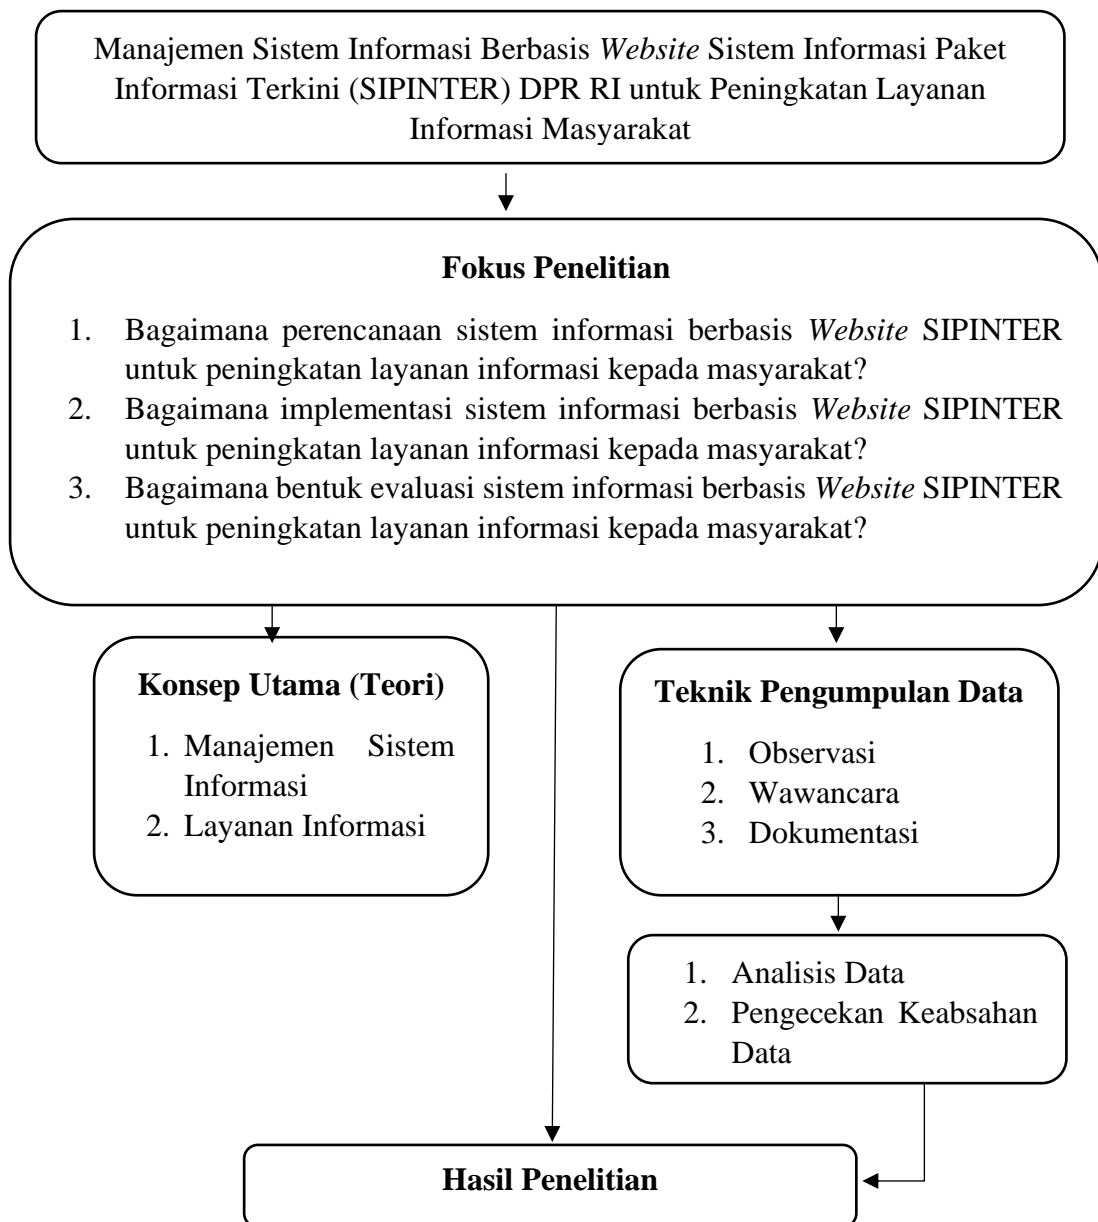 Manajemen Sistem Informasi Berbasis Website Sistem Informasi Paket
Informasi Terkini (SIPINTER) DPR RI untuk Peningkatan Layanan
Informasi Masyarakat
Fokus Penelitian
1. Bagaimana perencanaan sistem informasi berbasis Website SIPINTER
untuk peningkatan layanan informasi kepada masyarakat?
2. Bagaimana implementasi sistem informasi berbasis Website SIPINTER
untuk peningkatan layanan informasi kepada masyarakat?
3. Bagaimana bentuk evaluasi sistem informasi berbasis Website SIPINTER
untuk peningkatan layanan informasi kepada masyarakat?
Konsep Utama (Teori)
1. Manajemen Sistem
Informasi
2. Layanan Informasi
Teknik Pengumpulan Data
1. Observasi
2. Wawancara
3. Dokumentasi
1. Analisis Data
2. Pengecekan Keabsahan
Data
Hasil Penelitian